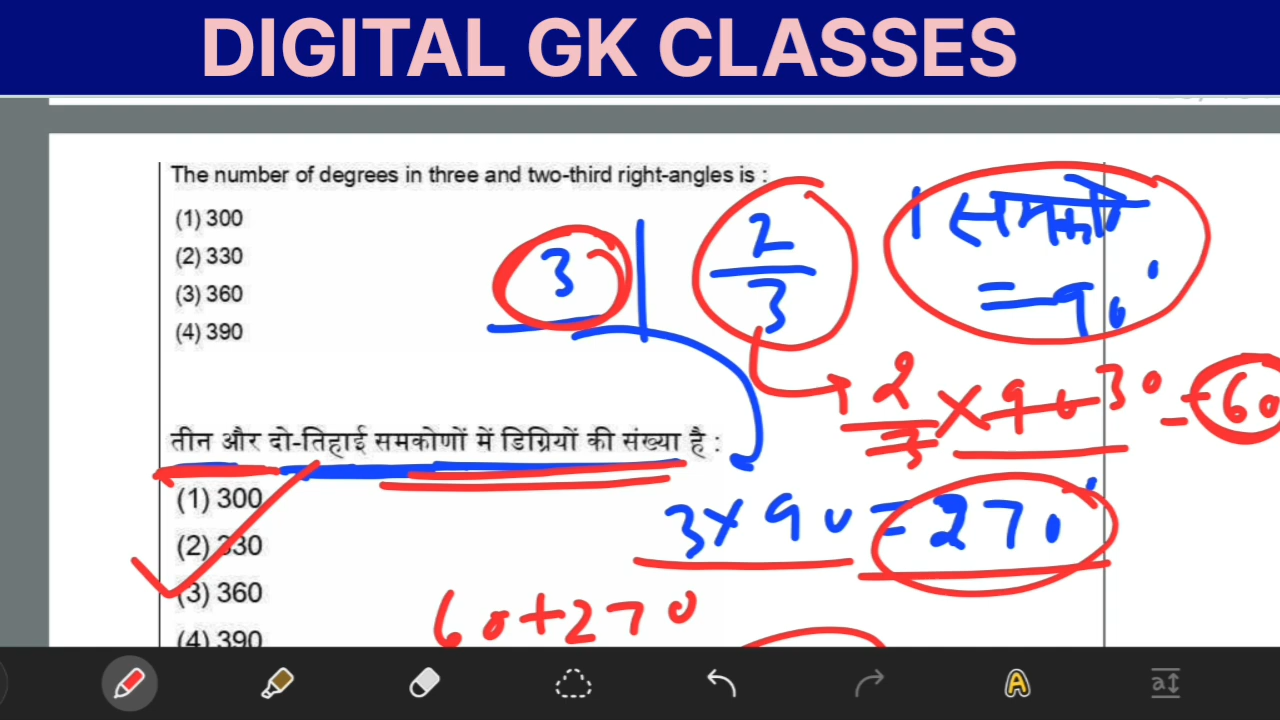 DIGITAL GK CLASSES
The number of degrees in three and two-third right-angles is :
(1) 300
(2) 330
(3) 360
(4) 390
3
2
3
1 समको
= 90°
2/3 × 90 30 = 60
तीन और दो-तिहाई समकोणों में डिग्रियों की संख्या है :
(1) 300
(2) 330
(3) 360
(4) 390
3 × 90 = 270°
60 + 270
A
a